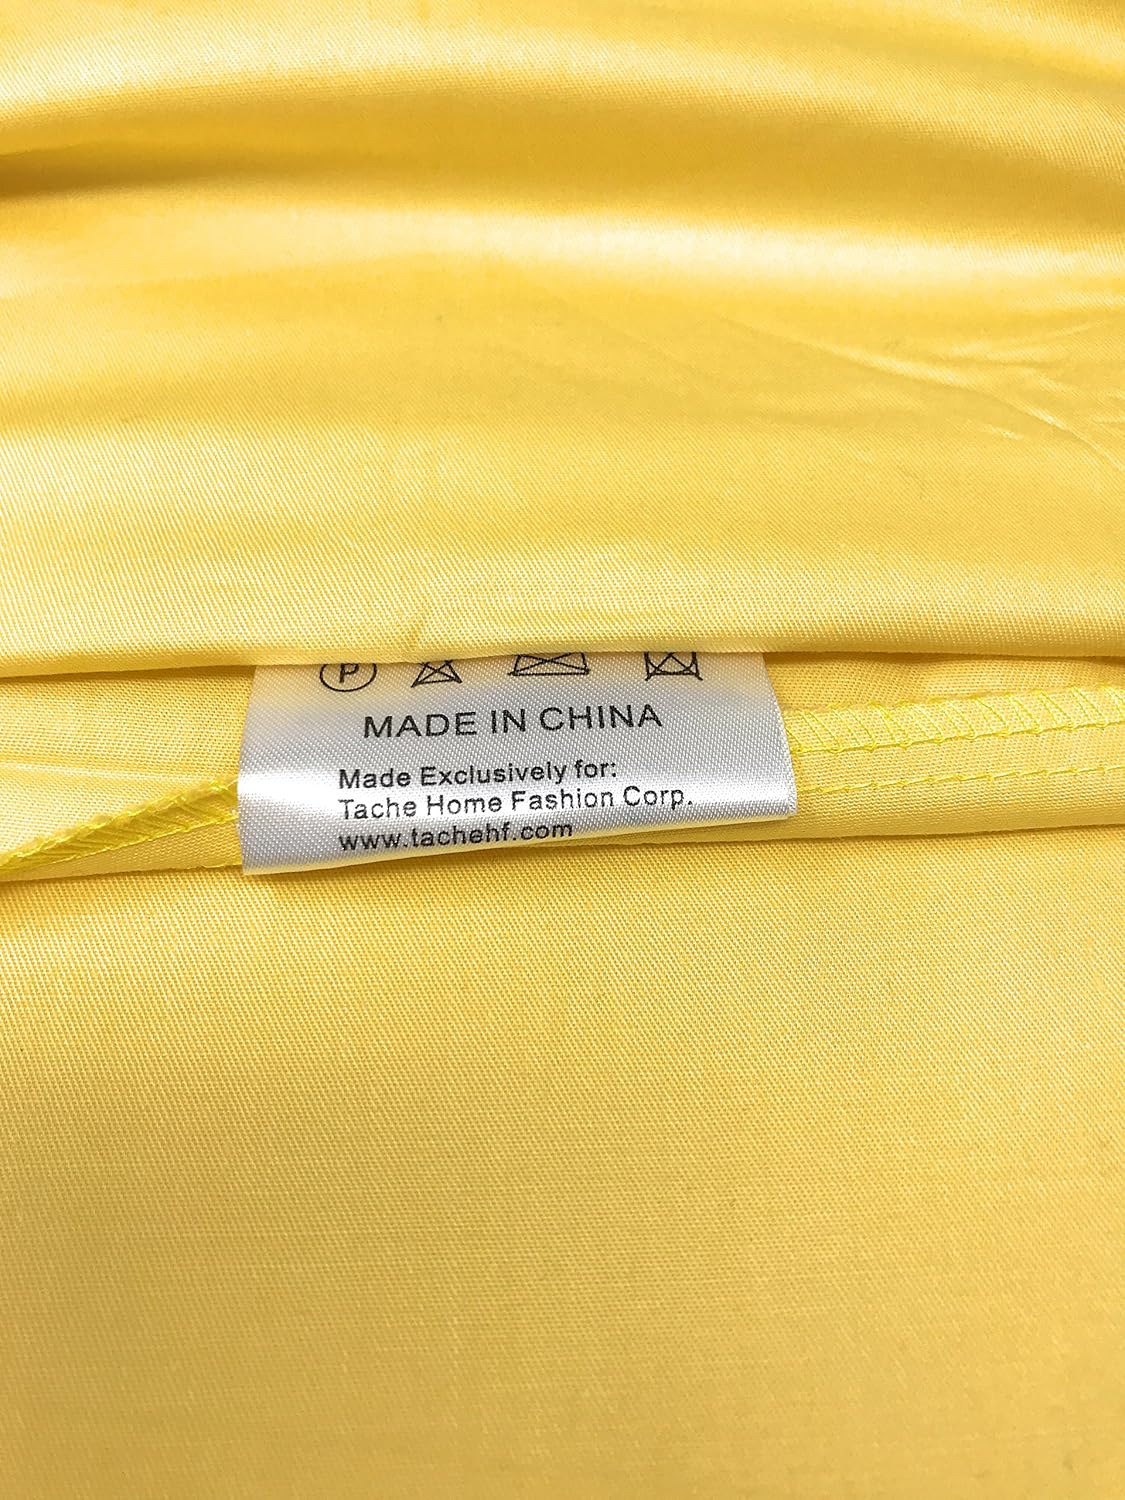 P
MADE IN CHINA
Made Exclusively for:
Tache Home Fashion Corp.
www.tachehf.com